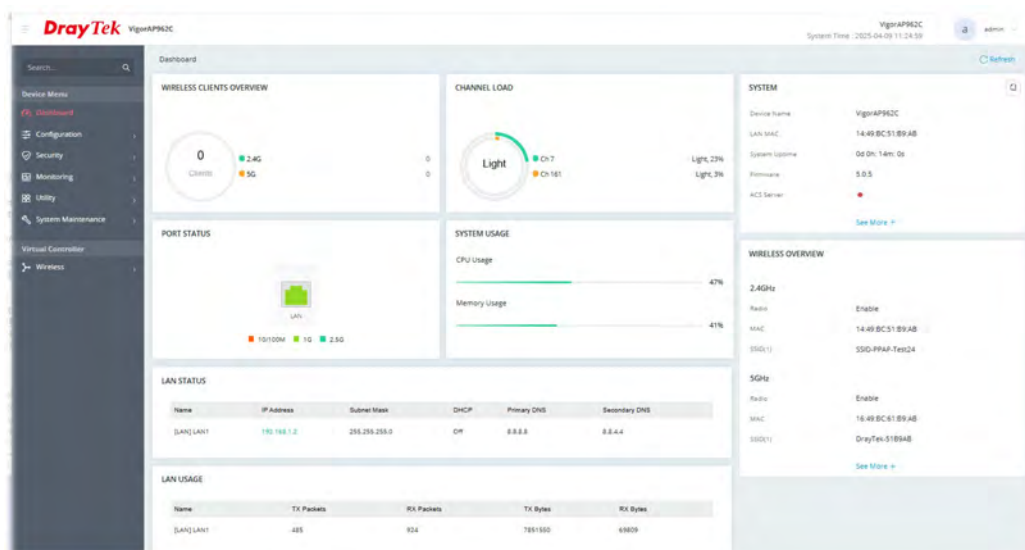 DrayTek VigorAP962C
VigorAP962C
System Time : 2025-04-09 11:24:59
a admin
Search...
Device Menu
Dashboard
Configuration
Security
Monitoring
Utility
System Maintenance
Virtual Controller
Wireless
Dashboard
Refresh
WIRELESS CLIENTS OVERVIEW
0
Clients
2.4G 0
5G 0
CHANNEL LOAD
Light
Ch 7 Light, 23%
Ch 161 Light, 3%
PORT STATUS
LAN
10/100M 1G 2.5G
SYSTEM USAGE
CPU Usage
47%
Memory Usage
41%
LAN STATUS
Name IP Address Subnet Mask DHCP Primary DNS Secondary DNS
[LAN] LAN1 192.168.1.2 255.255.255.0 Off 8.8.8.8 8.8.4.4
LAN USAGE
Name TX Packets RX Packets TX Bytes RX Bytes
[LAN] LAN1 485 924 7851550 69809
SYSTEM
Device Name VigorAP962C
LAN MAC 14:49:BC:51:B9:AB
System Uptime 0d 0h: 14m: 0s
Firmware 5.0.5
ACS Server
See More +
WIRELESS OVERVIEW
2.4GHz
Radio Enable
MAC 14:49:BC:51:B9:AB
SSID(1) SSID-PPAP-Test24
5GHz
Radio Enable
MAC 16:49:BC:61:B9:AB
SSID(1) DrayTek-51B9AB
See More +